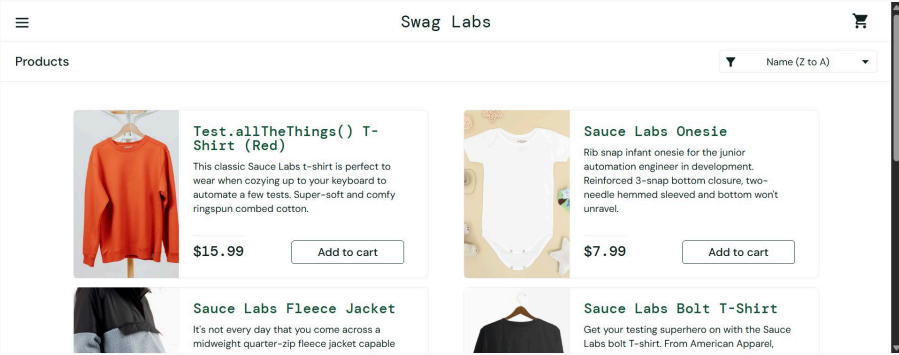 Swag Labs
Products
Name (Z to A)
Test.allTheThings() T-
Shirt (Red)
This classic Sauce Labs t-shirt is perfect to
wear when cozying up to your keyboard to
automate a few tests. Super-soft and comfy
ringspun combed cotton.
$15.99
Add to cart
Sauce Labs Onesie
Rib snap infant onesie for the junior
automation engineer in development.
Reinforced 3-snap bottom closure, two-
needle hemmed sleeved and bottom won't
unravel.
$7.99
Add to cart
Sauce Labs Fleece Jacket
It's not every day that you come across a
midweight quarter-zip fleece jacket capable
Sauce Labs Bolt T-Shirt
Get your testing superhero on with the Sauce
Labs bolt T-shirt. From American Apparel,